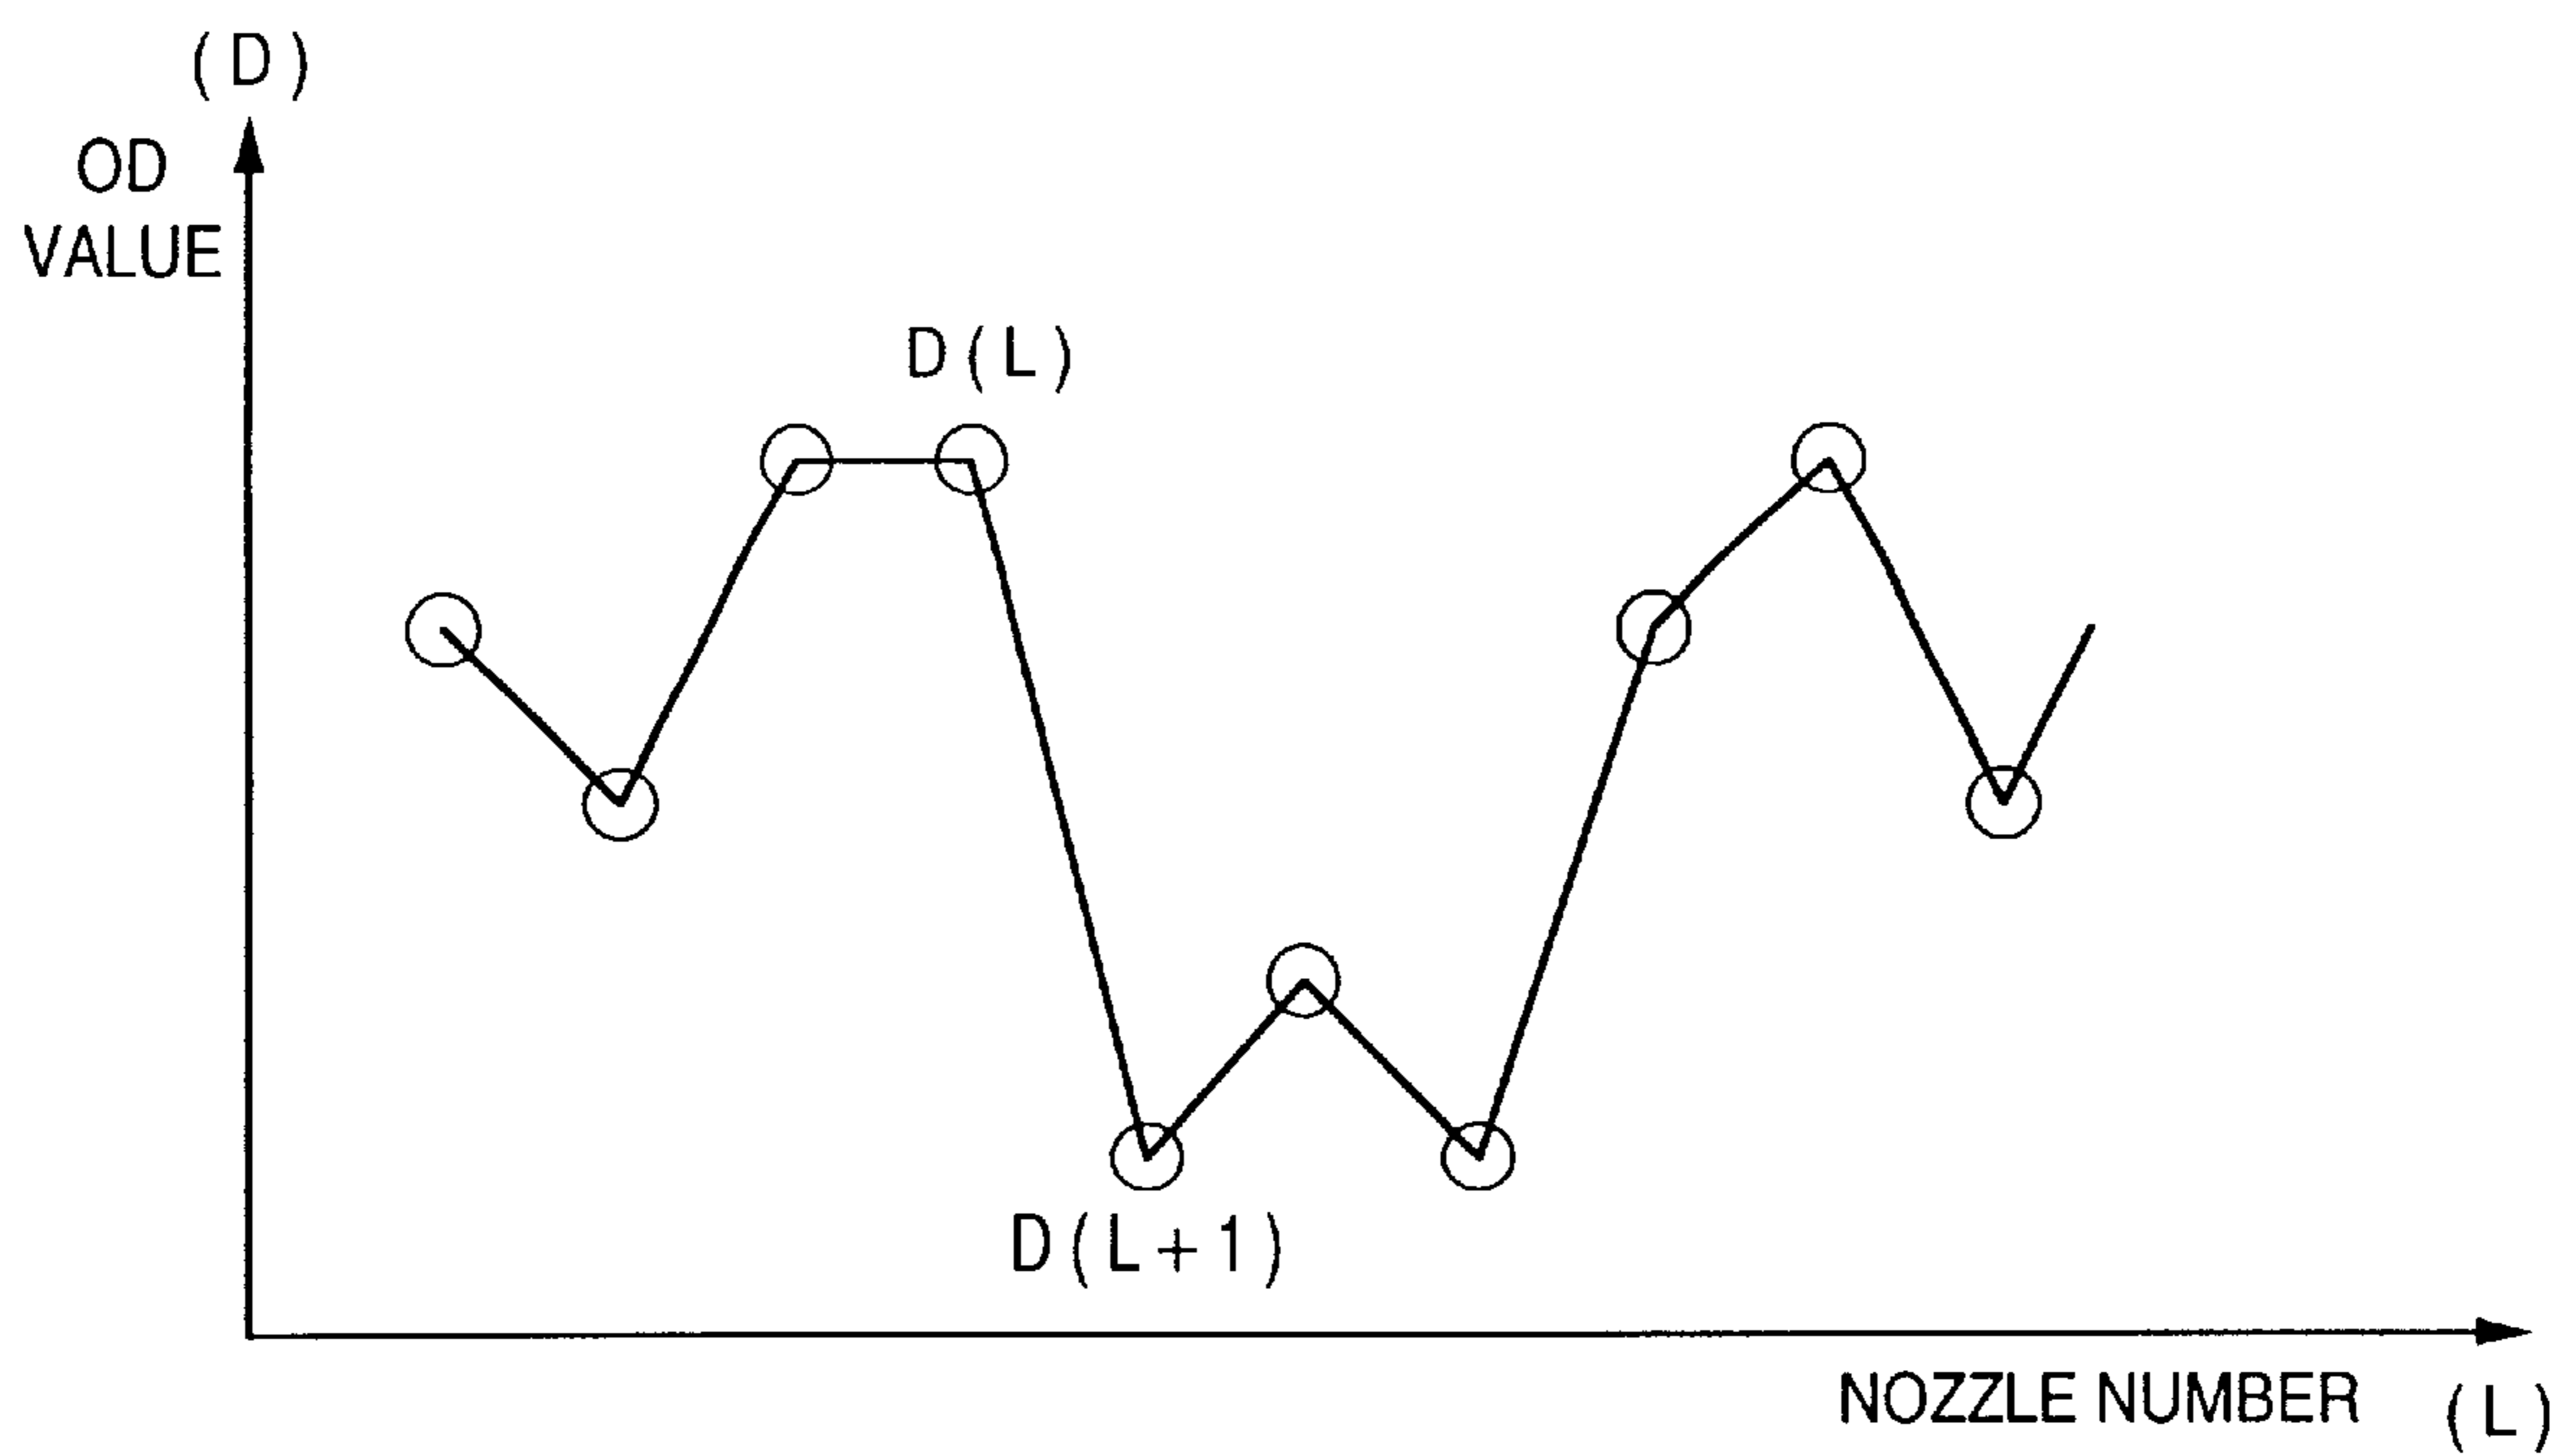 ( D )
OD
VALUE
D ( L )
D ( L + 1 )
NOZZLE NUMBER ( L )